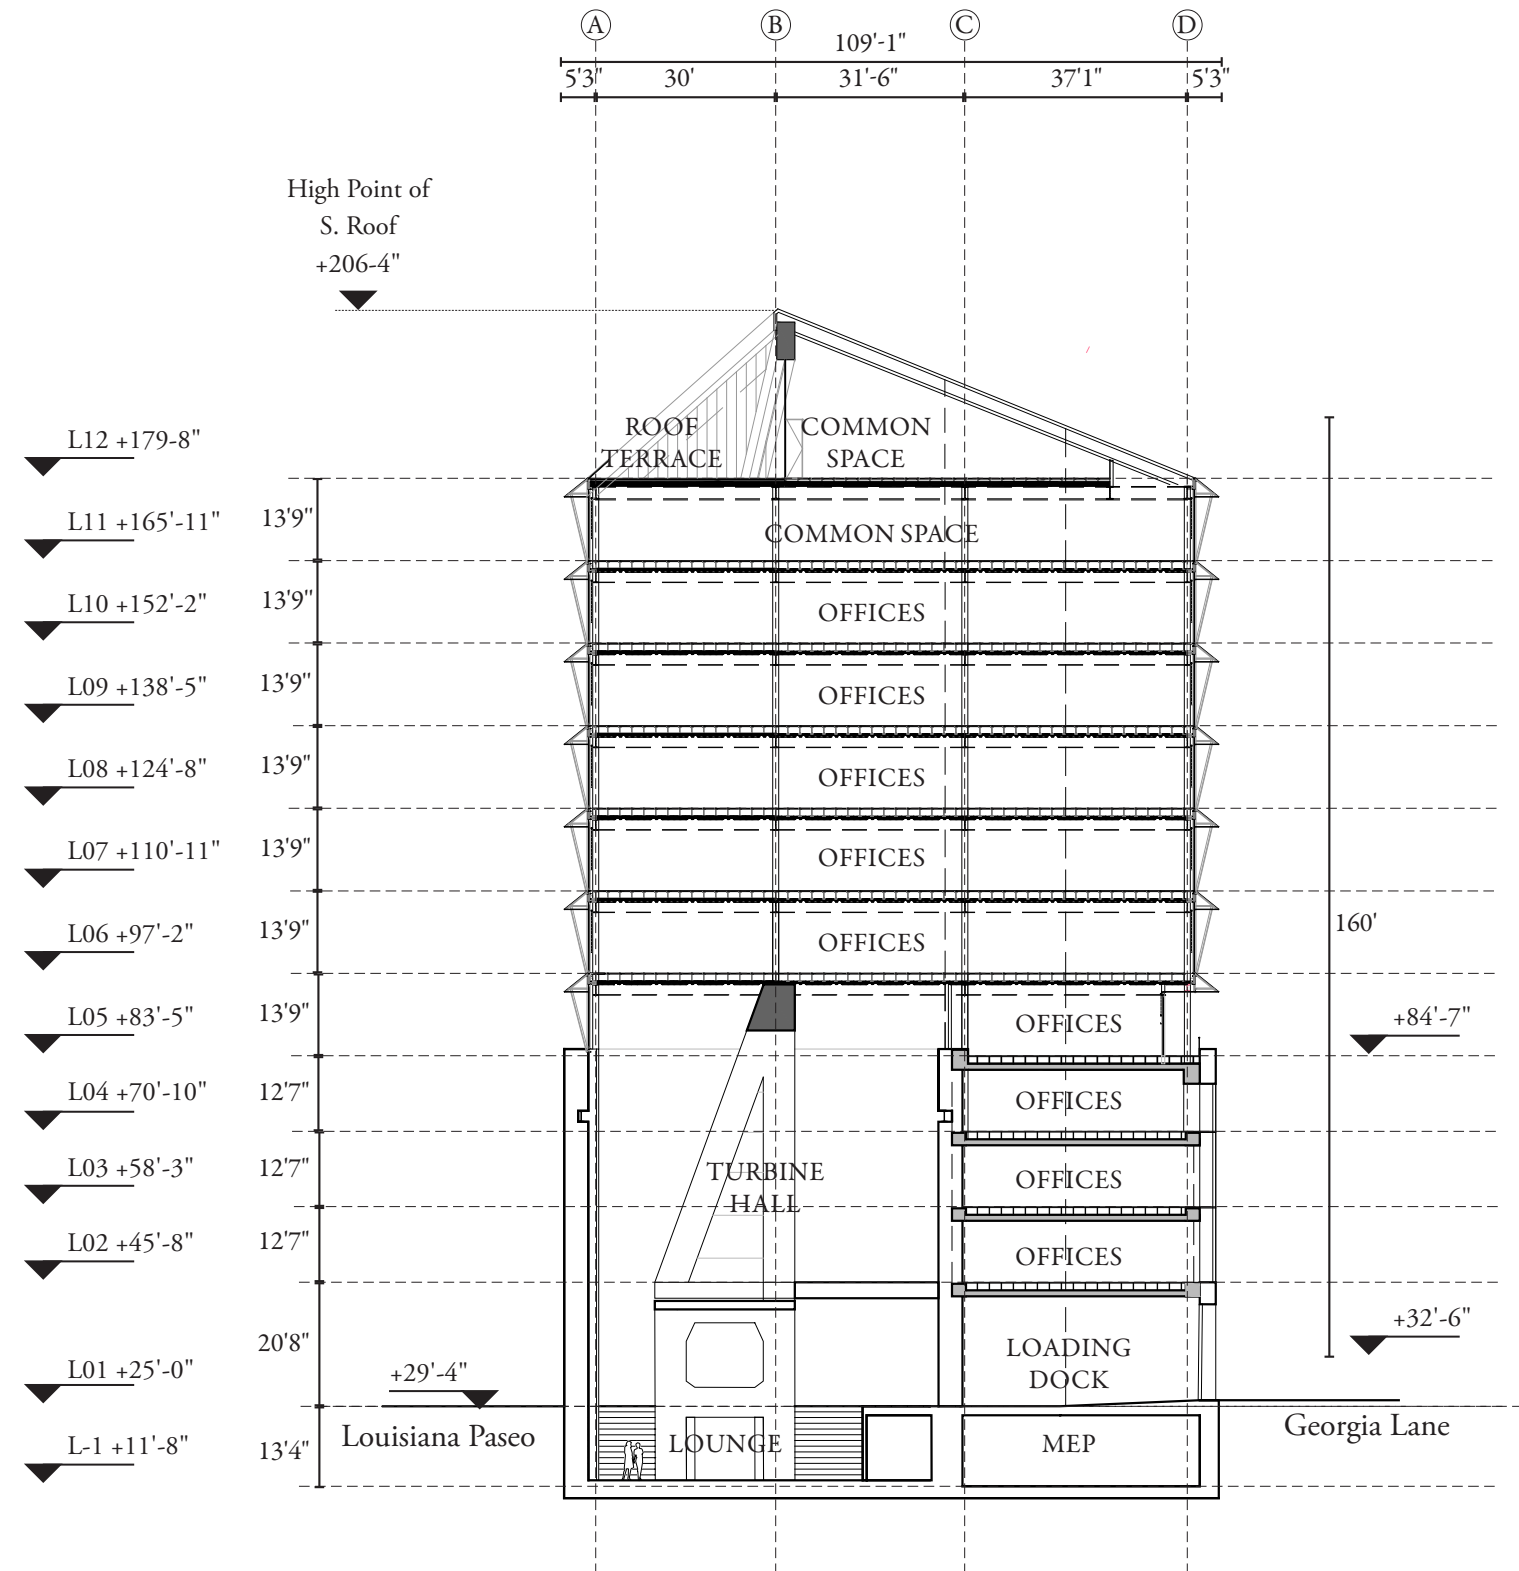 A B C D
109'-1"
5'3" 30' 31'-6" 37'1" 5'3"
High Point of
S. Roof
+206-4"
ROOF
TERRACE
COMMON
SPACE
L12 +179-8"
L11 +165'-11"
13'9"
COMMON SPACE
L10 +152'-2"
13'9"
OFFICES
L09 +138'-5"
13'9"
OFFICES
L08 +124'-8"
13'9"
OFFICES
L07 +110'-11"
13'9"
OFFICES
L06 +97'-2"
13'9"
OFFICES
160'
L05 +83'-5"
13'9"
OFFICES
+84'-7"
L04 +70'-10"
12'7"
OFFICES
L03 +58'-3"
12'7"
TURBINE
HALL
OFFICES
L02 +45'-8"
12'7"
OFFICES
+32'-6"
20'8"
LOADING
DOCK
L01 +25'-0"
+29'-4"
Louisiana Paseo
Georgia Lane
L-1 +11'-8"
13'4"
LOUNGE
MEP